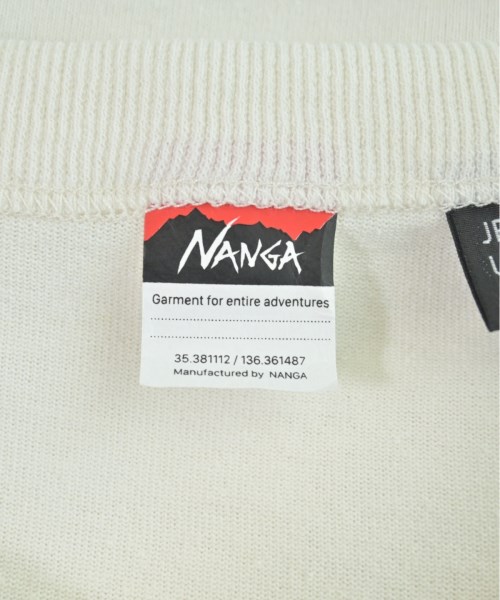 NANGA
Garment for entire adventures
35.381112 / 136.361487
Manufactured by NANGA